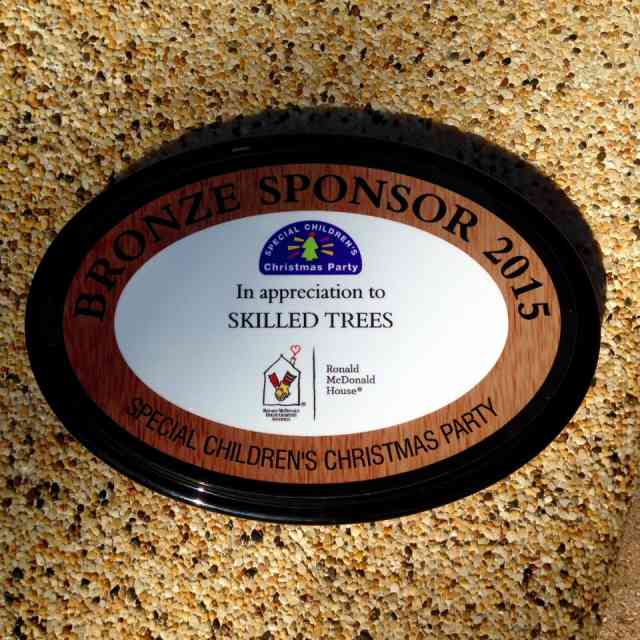 BRONZE SPONSOR 2015
SPECIAL CHILDREN'S
Christmas Party
In appreciation to
SKILLED TREES
Ronald
McDonald
House®
SPECIAL CHILDREN'S CHRISTMAS PARTY